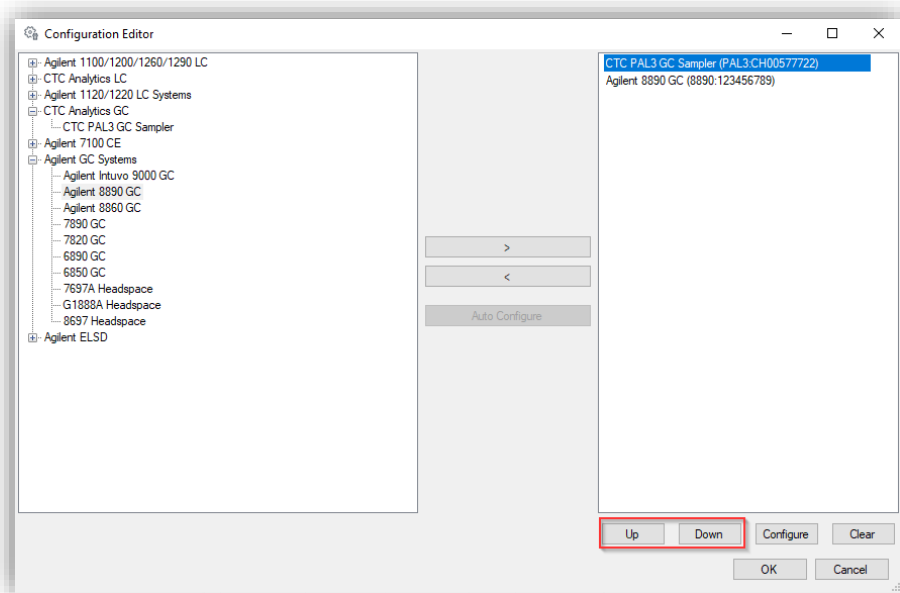 Configuration Editor
Agilent 1100/1200/1260/1290 LC
CTC Analytics LC
Agilent 1120/1220 LC Systems
CTC Analytics GC
CTC PAL3 GC Sampler
Agilent 7100 CE
Agilent GC Systems
Agilent Intuvo 9000 GC
Agilent 8890 GC
Agilent 8860 GC
7890 GC
7820 GC
6890 GC
6850 GC
7697A Headspace
G1888A Headspace
8697 Headspace
Agilent ELSD
>
<
Auto Configure
CTC PAL3 GC Sampler (PAL3:CH00577722)
Agilent 8890 GC (8890:123456789)
Up Down Configure Clear
OK Cancel